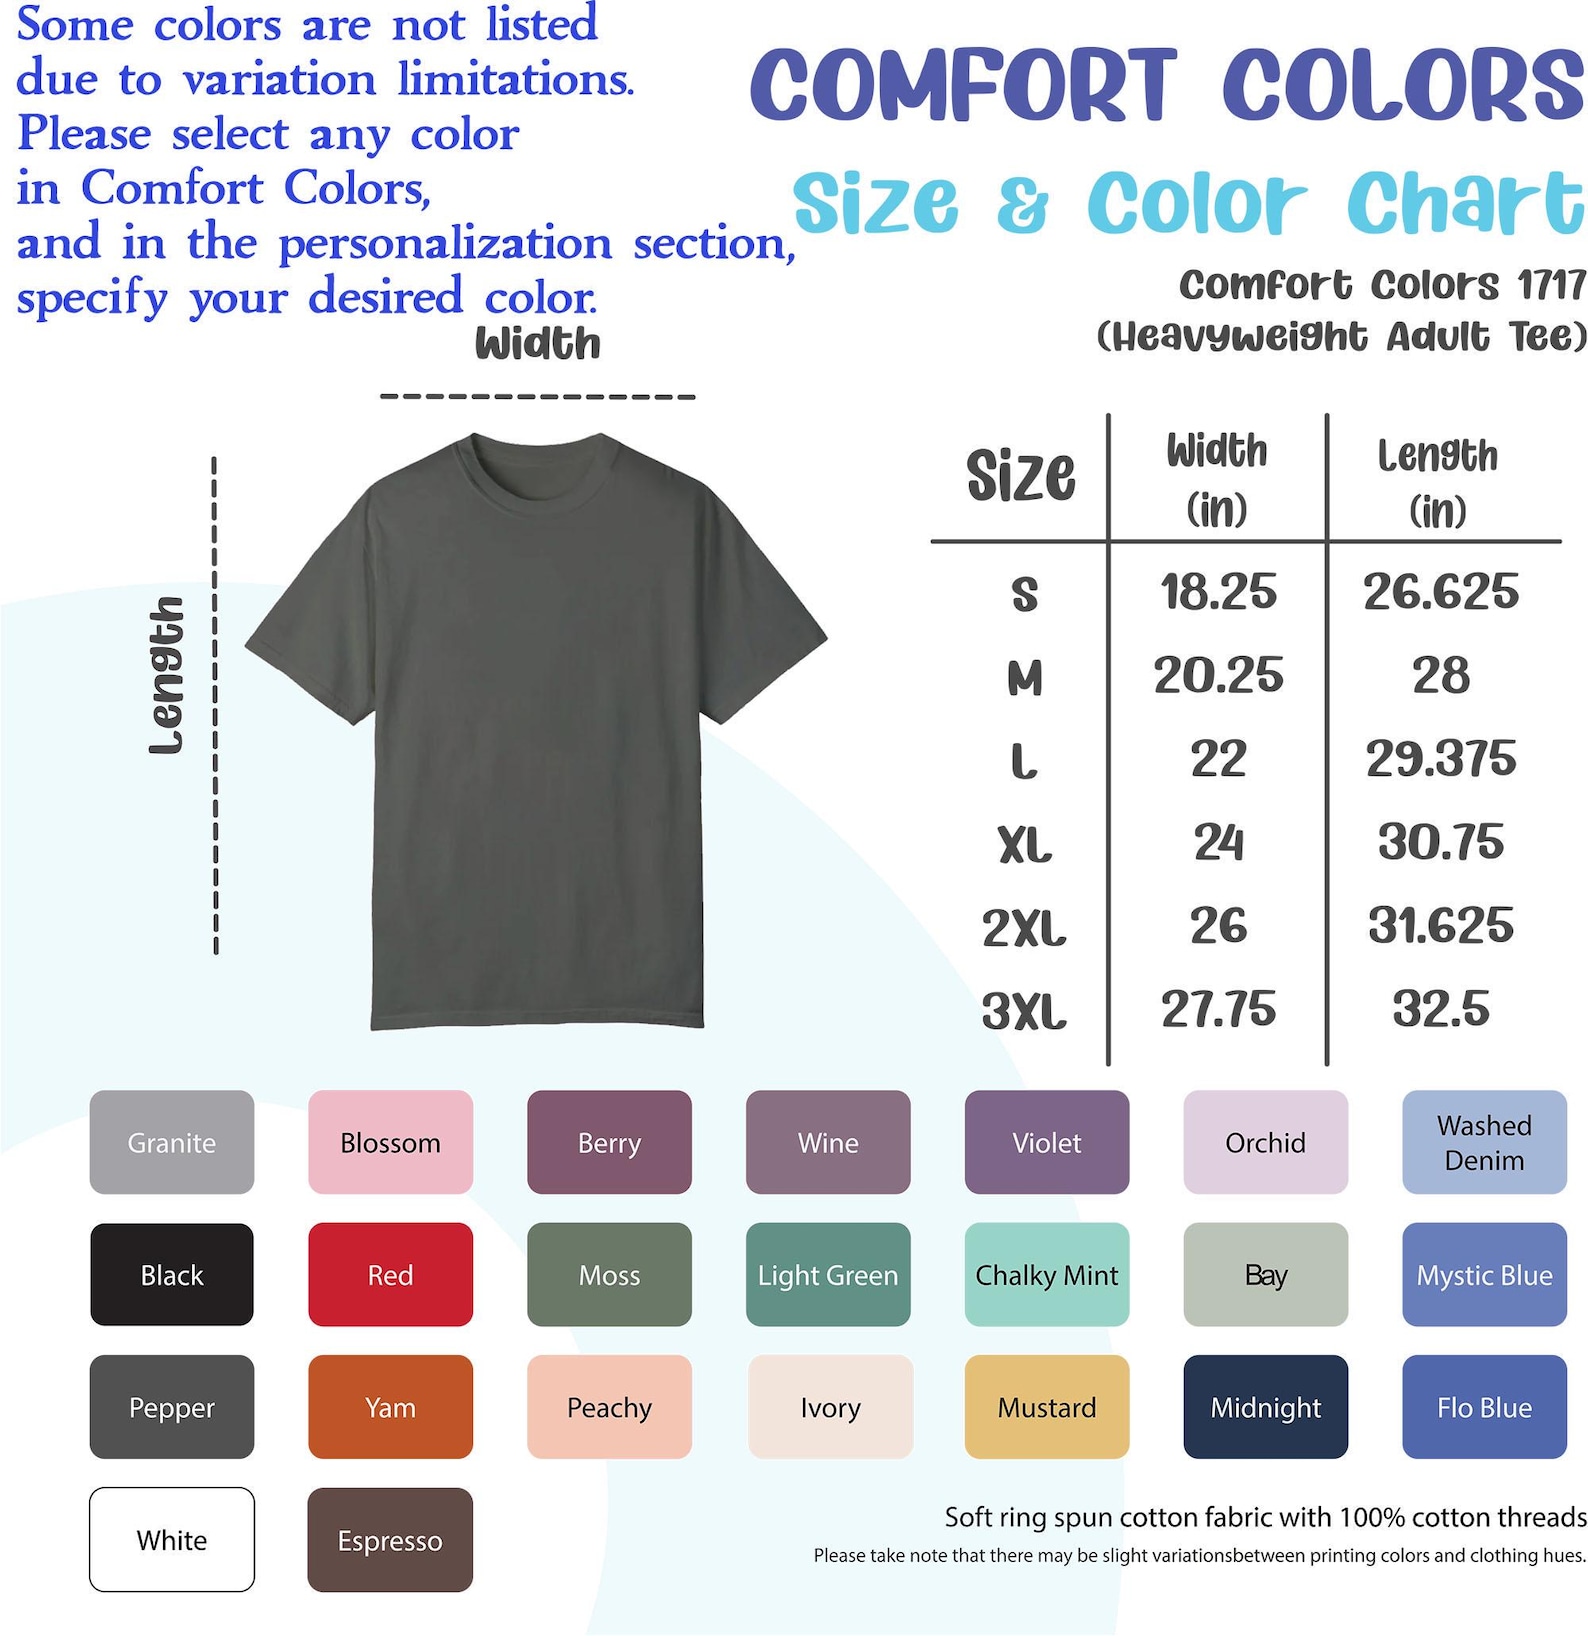 Some colors are not listed
due to variation limitations.
Please select any color
in Comfort Colors,
and in the personalization section,
specify your desired color.
COMFORT COLORS
Size & Color Chart
Comfort Colors 1717
(Heavyweight Adult Tee)
Width
Length
Size Width (in) Length (in)
S 18.25 26.625
M 20.25 28
L 22 29.375
XL 24 30.75
2XL 26 31.625
3XL 27.75 32.5
Granite Blossom Berry Wine Violet Orchid Washed Denim
Black Red Moss Light Green Chalky Mint Bay Mystic Blue
Pepper Yam Peachy Ivory Mustard Midnight Flo Blue
White Espresso
Soft ring spun cotton fabric with 100% cotton threads
Please take note that there may be slight variationsbetween printing colors and clothing hues.